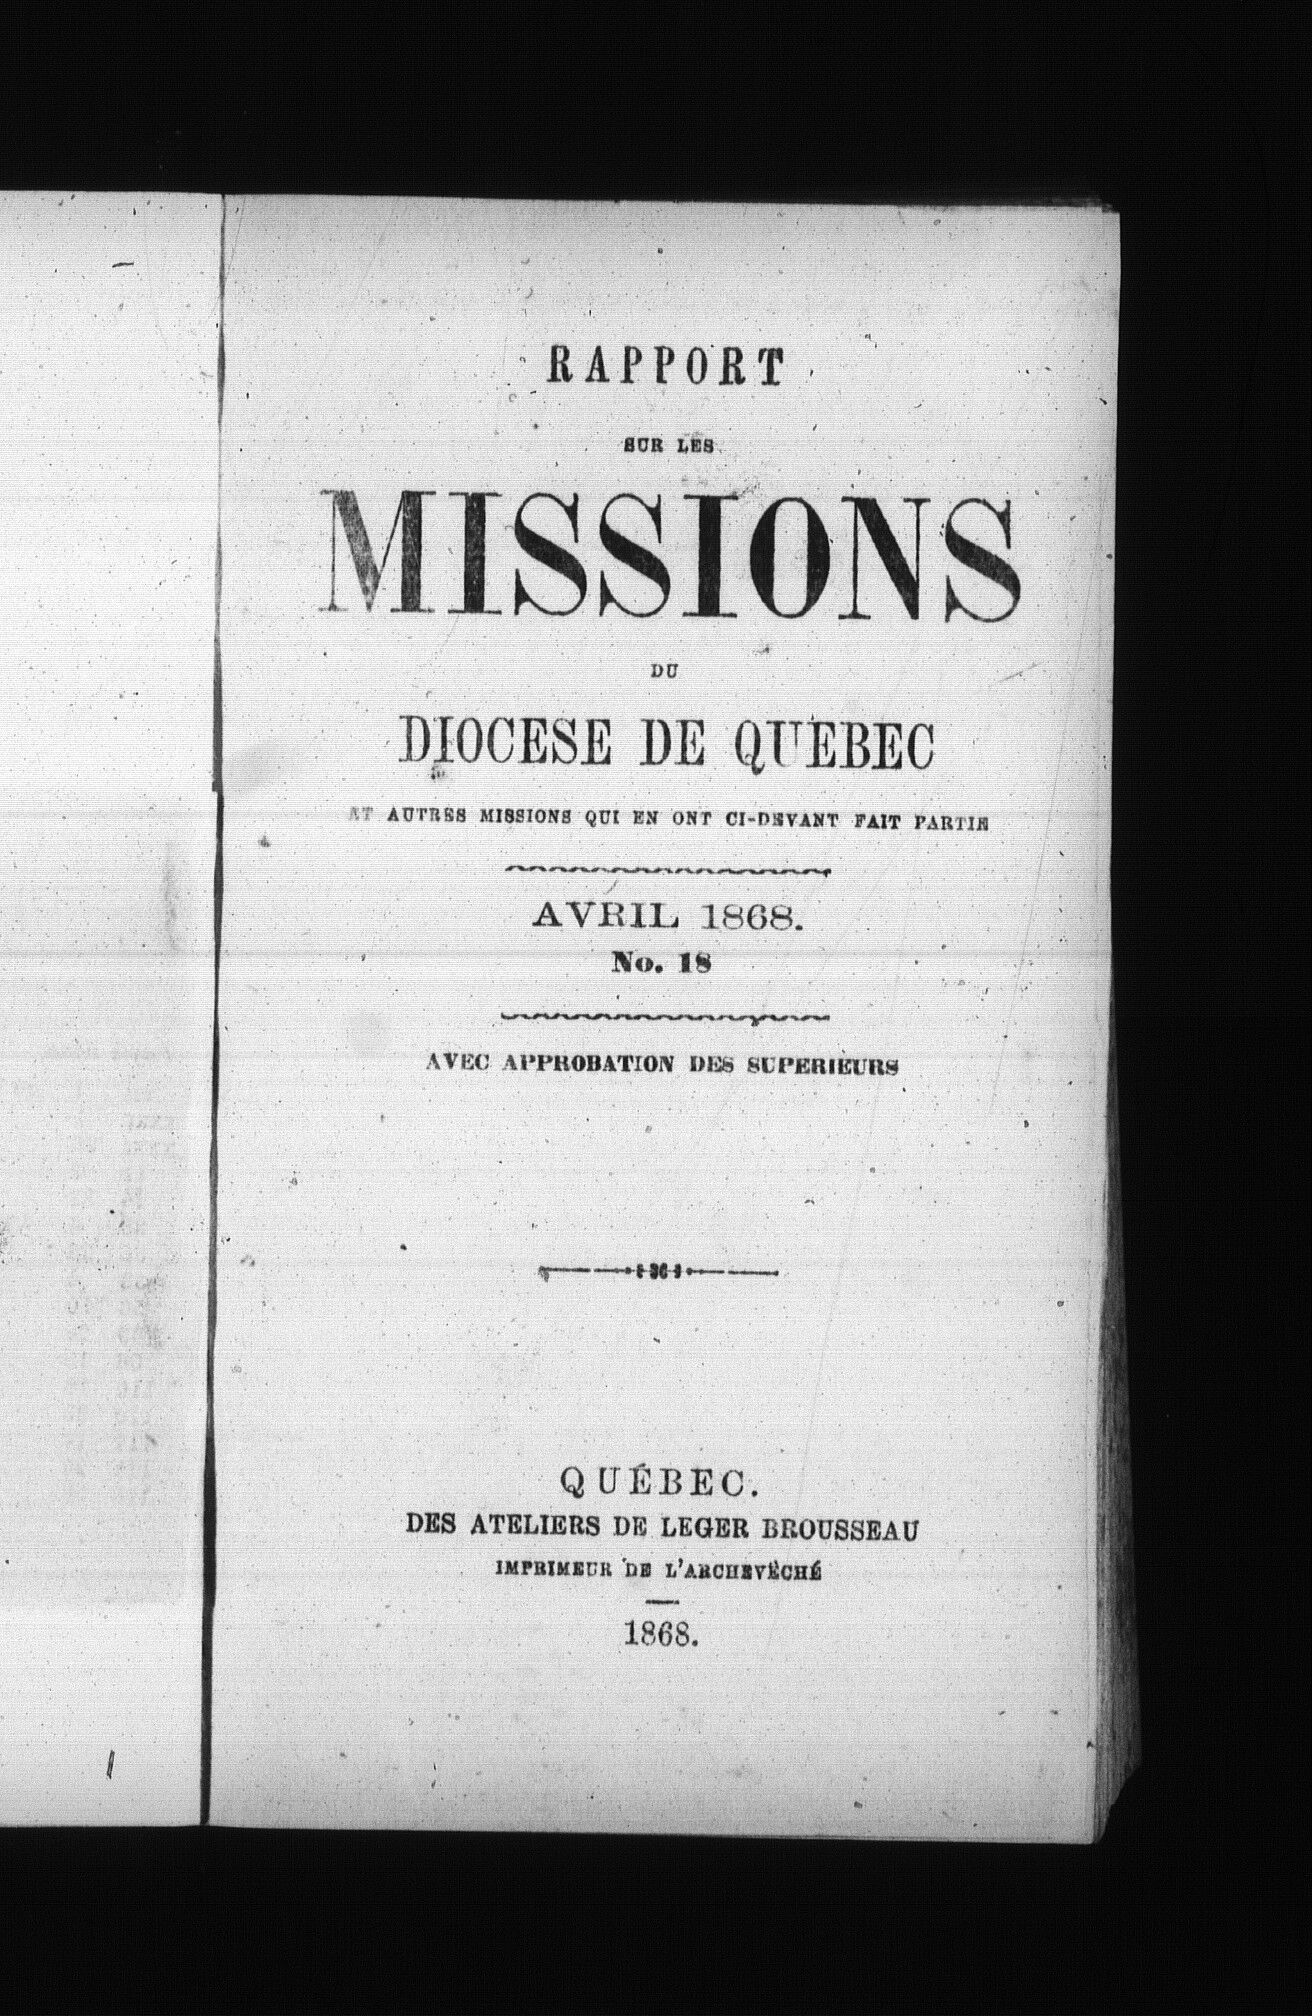 RAPPORT
SUR LES
MISSIONS
DU
DIOCESE DE QUEBEC
ET AUTRES MISSIONS QUI EN ONT CI-DEVANT FAIT PARTIE
AVRIL 1868.
No. 18
AVEC APPROBATION DES SUPERIEURS
QUÉBEC.
DES ATELIERS DE LEGER BROUSSEAU
IMPRIMEUR DE L'ARCHEVÊCHÉ
1868.